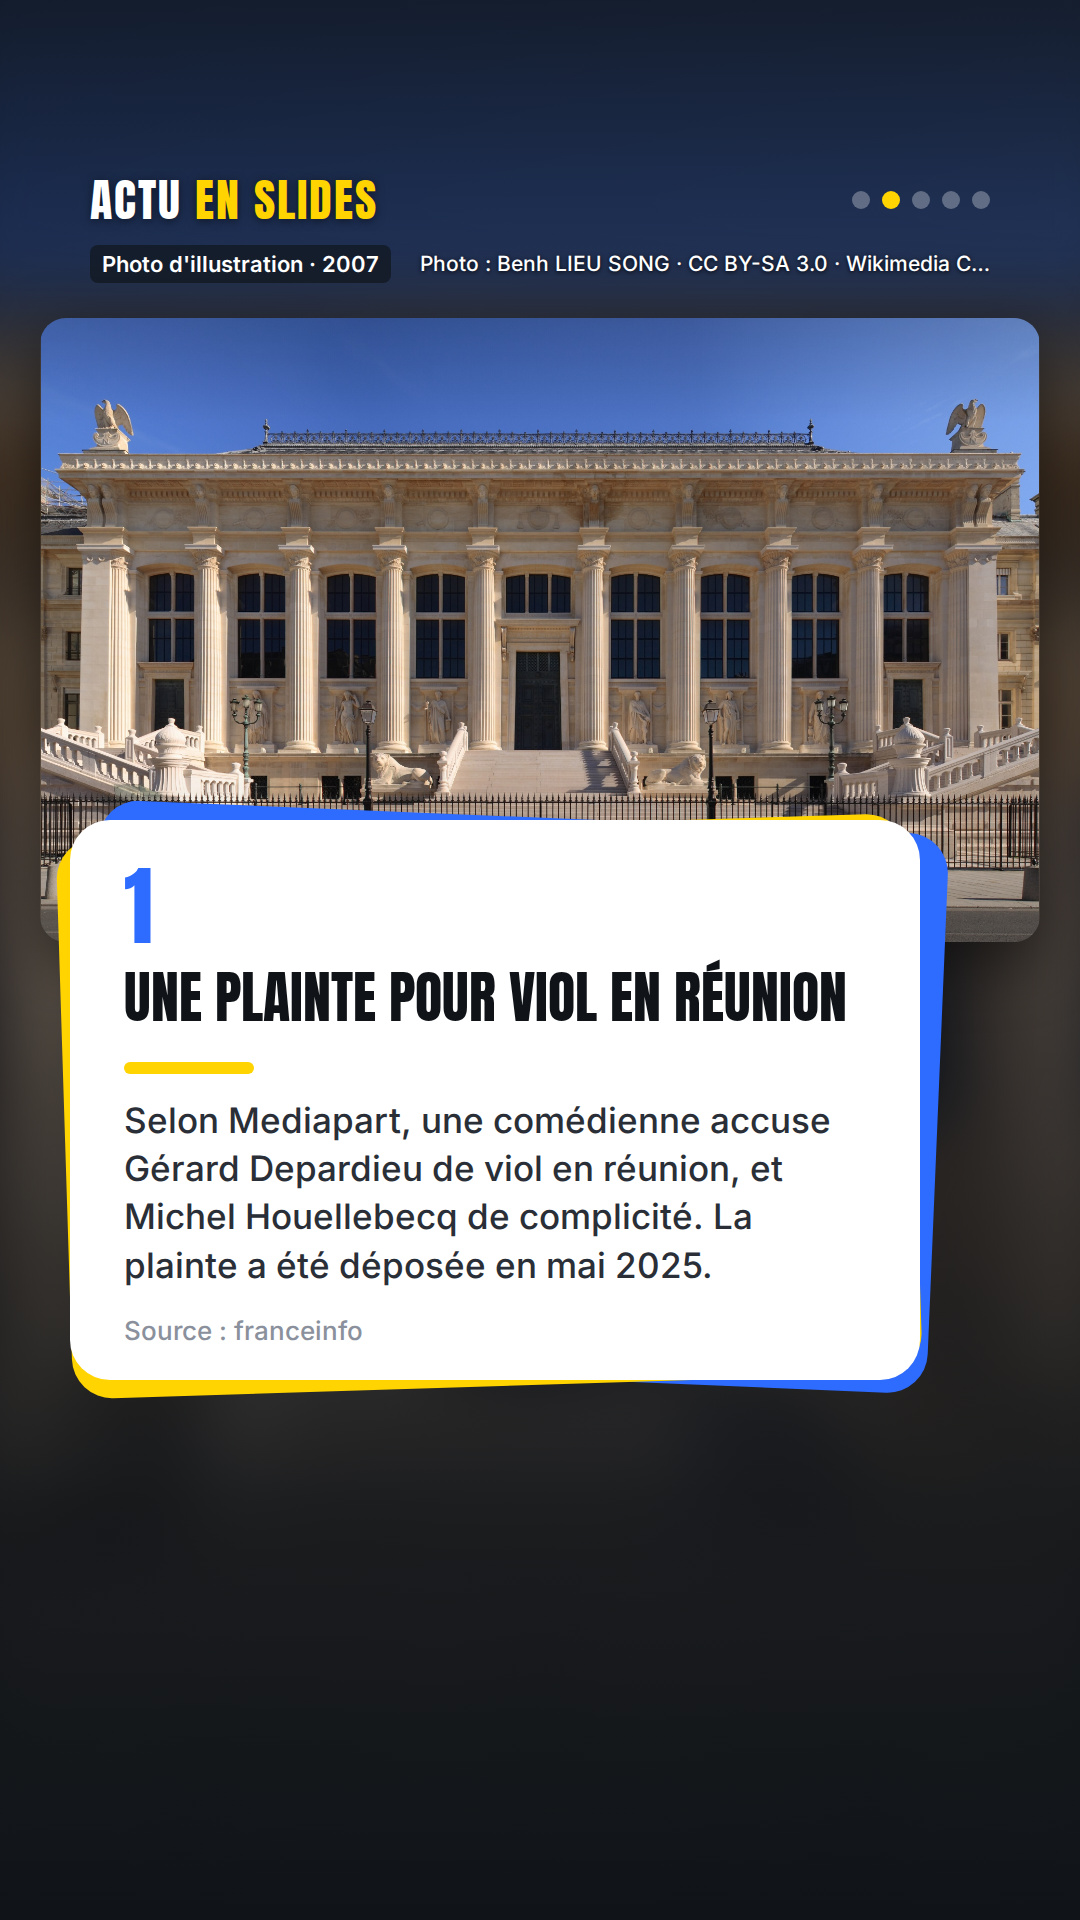 ACTU EN SLIDES
Photo d'illustration · 2007
Photo : Benh LIEU SONG · CC BY-SA 3.0 · Wikimedia C...
1
UNE PLAINTE POUR VIOL EN RÉUNION
Selon Mediapart, une comédienne accuse
Gérard Depardieu de viol en réunion, et
Michel Houellebecq de complicité. La
plainte a été déposée en mai 2025.
Source : franceinfo